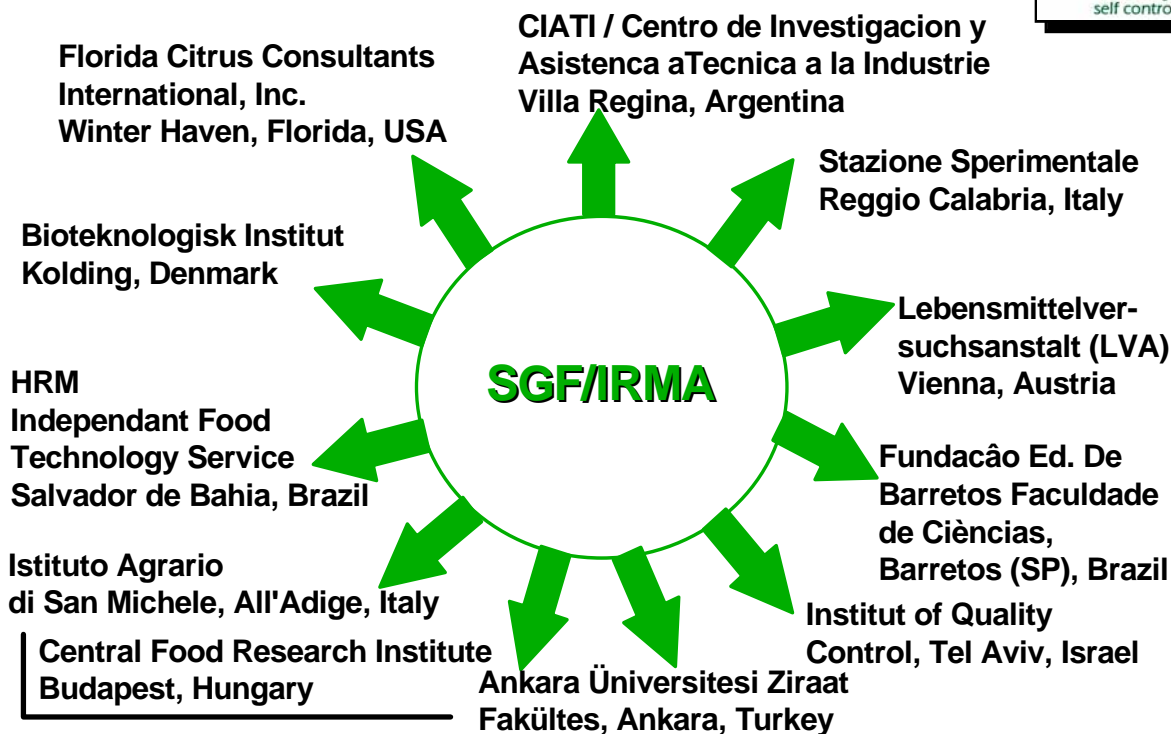 self contro
CIATI / Centro de Investigacion y
Asistenca aTecnica a la Industrie
Villa Regina, Argentina
Florida Citrus Consultants
International, Inc.
Winter Haven, Florida, USA
Stazione Sperimentale
Reggio Calabria, Italy
Bioteknologisk Institut
Kolding, Denmark
Lebensmittelver-
suchsanstalt (LVA)
Vienna, Austria
SGF/IRMA
HRM
Independant Food
Technology Service
Salvador de Bahia, Brazil
Fundacâo Ed. De
Barretos Faculdade
de Cièncias,
Barretos (SP), Brazil
Istituto Agrario
di San Michele, All'Adige, Italy
Institut of Quality
Control, Tel Aviv, Israel
Central Food Research Institute
Budapest, Hungary
Ankara Üniversitesi Ziraat
Fakültes, Ankara, Turkey